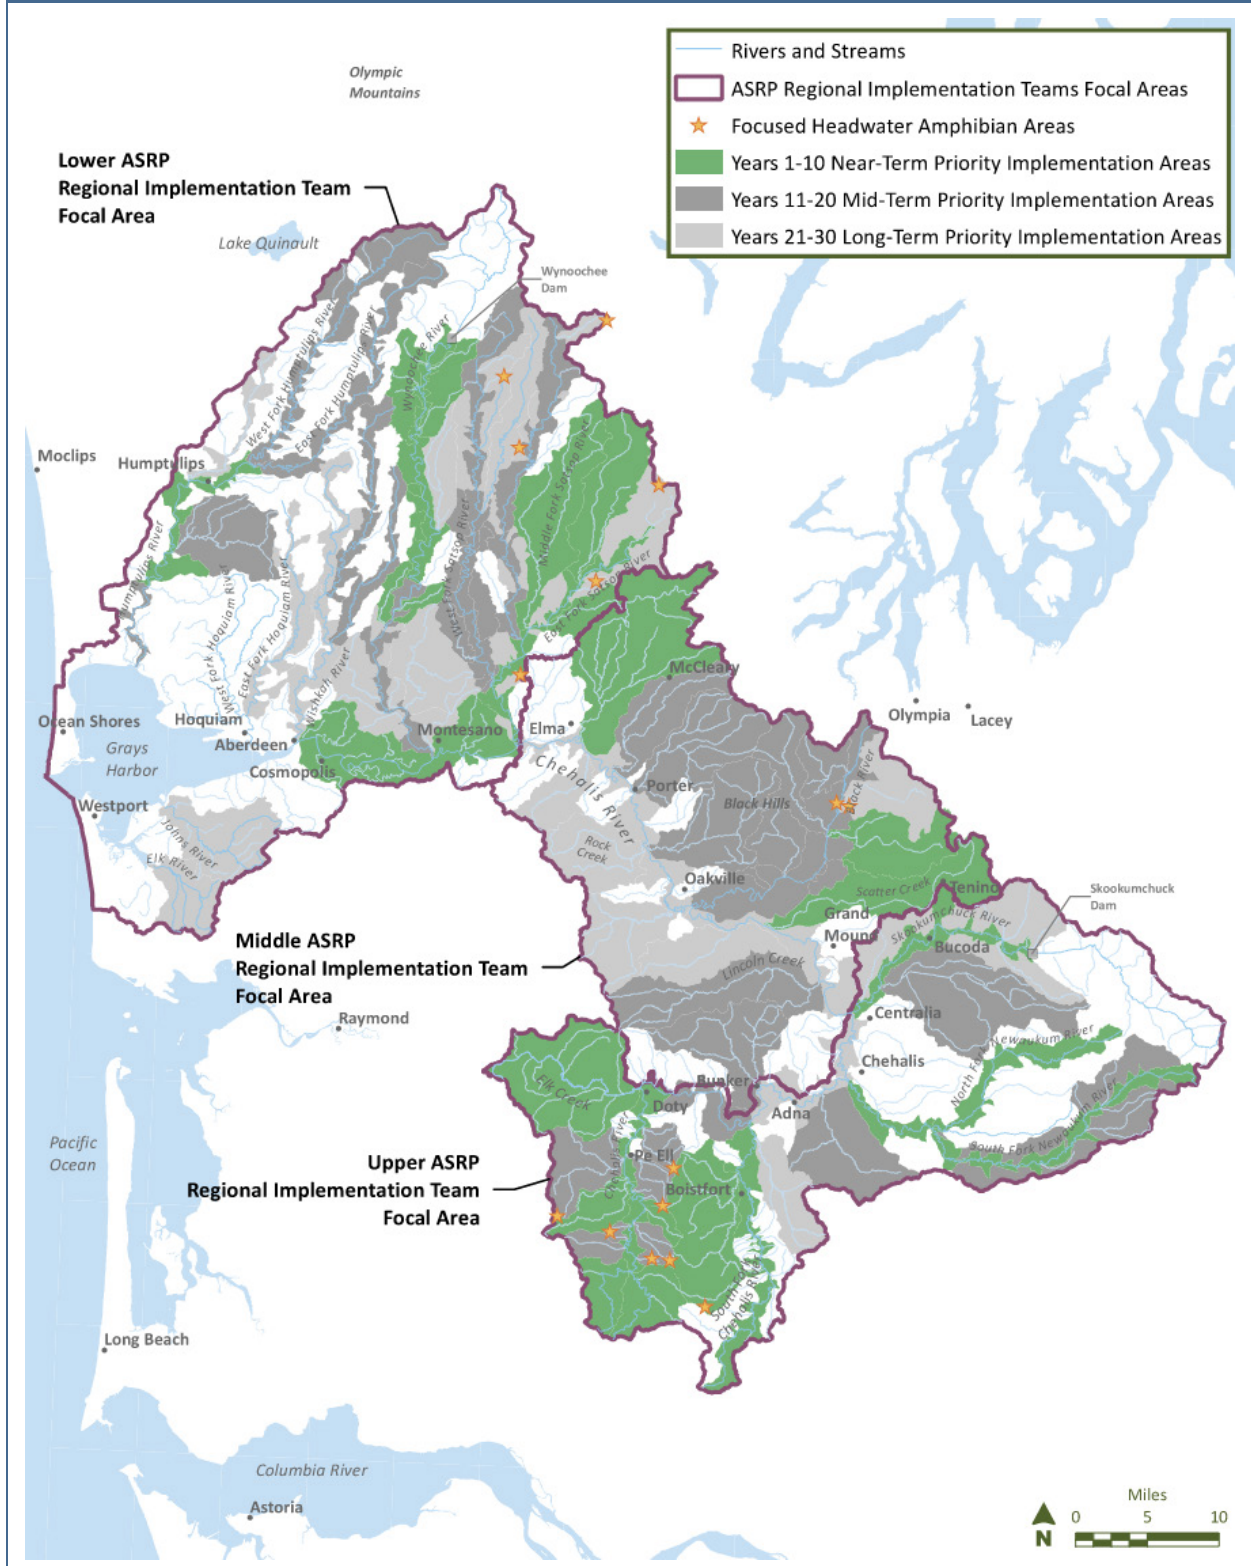 Rivers and Streams
ASRP Regional Implementation Teams Focal Areas
Focused Headwater Amphibian Areas
Years 1-10 Near-Term Priority Implementation Areas
Years 11-20 Mid-Term Priority Implementation Areas
Years 21-30 Long-Term Priority Implementation Areas
Olympic
Mountains
Lower ASRP
Regional Implementation Team
Focal Area
Lake Quinault
Wynoochee
Dam
West Fork Humptulips River
East Fork Humptulips River
Wynoochee River
Moclips
Humptulips
Middle Fork Satsop River
Humptulips River
West Fork Hoquiam River
East Fork Hoquiam River
West Fork Satsop River
East Fork Satsop River
Wishkah River
McCleary
Olympia
Lacey
Ocean Shores
Hoquiam
Grays
Harbor
Aberdeen
Montesano
Elma
Cosmopolis
Chehalis River
Porter
Black River
Black Hills
Westport
Johns River
Elk River
Rock
Creek
Oakville
Scatter Creek
Tenino
Skookumchuck
Dam
Grand
Mound
Skookumchuck River
Bucoda
Middle ASRP
Regional Implementation Team
Focal Area
Lincoln Creek
Raymond
Centralia
North Fork Newaukum River
Chehalis
Bunker
Elk Creek
Doty
Adna
South Fork Newaukum River
Pacific
Ocean
Chehalis River
Pe Ell
Upper ASRP
Regional Implementation Team
Focal Area
Boistfort
South Fork
Chehalis River
Long Beach
Columbia River
Astoria
Miles
0 5 10
N